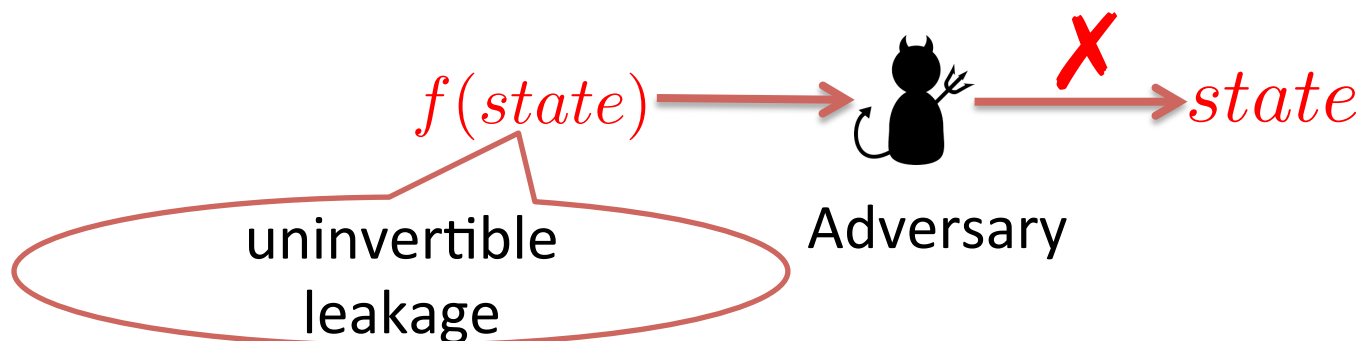 f(state)
✗
state
Adversary
uninvertible
leakage